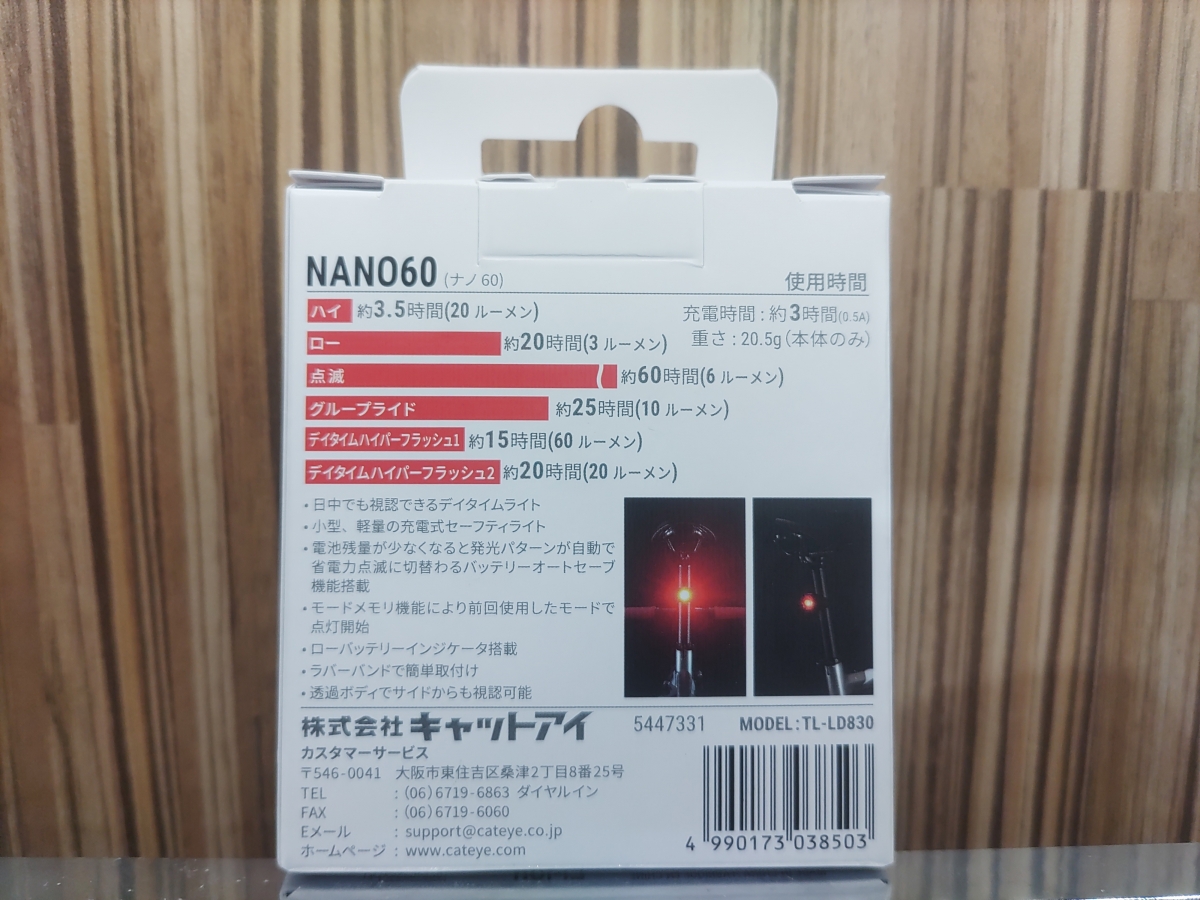 NANO60 (ナノ60) 使用時間
ハイ 約3.5時間(20 ルーメン) 充電時間:約3時間(0.5A)
ロー 約20時間(3 ルーメン) 重さ:20.5g(本体のみ)
点滅 約60時間(6 ルーメン)
グループライド 約25時間(10 ルーメン)
デイタイムハイパーフラッシュ1 約15時間(60 ルーメン)
デイタイムハイパーフラッシュ2 約20時間(20 ルーメン)
・日中でも視認できるデイタイムライト
・小型、軽量の充電式セーフティライト
・電池残量が少なくなると発光パターンが自動で
省電力点滅に切替わるバッテリーオートセーブ
機能搭載
・モードメモリ機能により前回使用したモードで
点灯開始
・ローバッテリーインジケータ搭載
・ラバーバンドで簡単取付け
・透過ボディでサイドからも視認可能
株式会社 キャットアイ 5447331 MODEL:TL-LD830
カスタマーサービス
〒546-0041 大阪市東住吉区桑津2丁目8番25号
TEL :(06)6719-6863 ダイヤルイン
FAX :(06)6719-6060
Eメール : support@cateye.co.jp
ホームページ : www.cateye.com
4 990173 038503